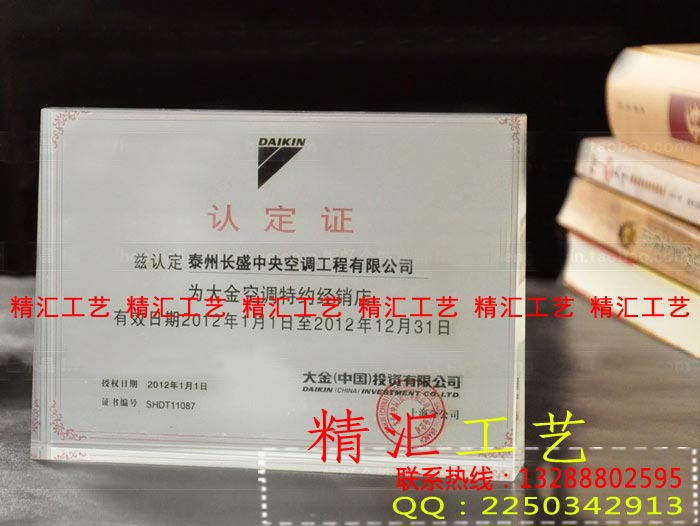 DAIKIN
认定证
兹认定 泰州长盛中央空调工程有限公司
为大金空调特约经销店
精汇工艺 精汇工艺 精汇工艺 精汇工艺 精汇工艺 精汇工艺
有效日期2012年1月1日至2012年12月31日
授权日期 2012年1月1日
证书编号 SHDT11087
大金(中国)投资有限公司
DAIKIN (CHINA) INVESTMENT CO., LTD.
上海分公司
精汇工艺
联系热线：13288802595
QQ：2250342913